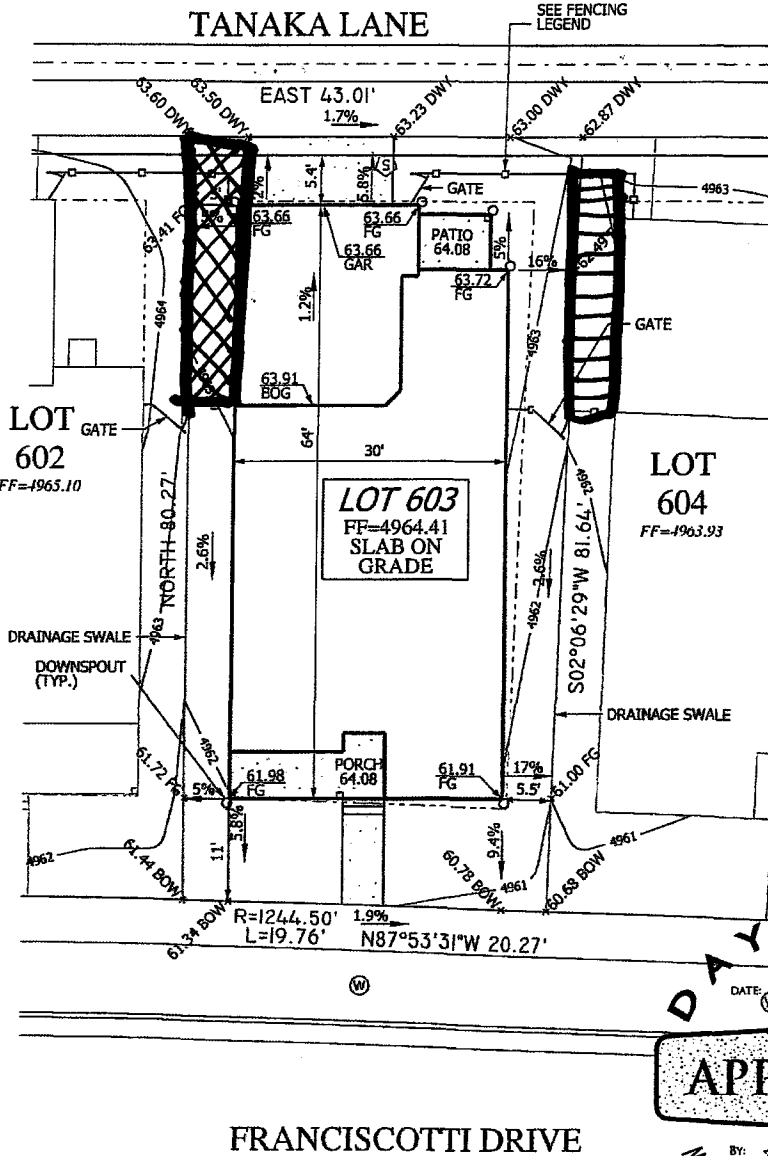 TANAKA LANE
SEE FENCING
LEGEND
63.60 DWY
63.50 DWY
EAST 43.01'
1.7%
63.23 DWY
63.00 DWY
62.87 DWY
5.4'
5.8%
S
GATE
4963
63.41 FG
63.66
FG
63.66
FG
63.66
GAR
PATIO
64.08
5%
16%
63.72
FG
4964
1.2%
4963
GATE
63.91
BOG
LOT
602
FF=4965.10
GATE
64'
30'
LOT 603
FF=4964.41
SLAB ON
GRADE
LOT
604
FF=4963.93
4962
NORTH 80.27'
2.6%
2.6%
S02°06'29"W 81.64'
4963
4962
DRAINAGE SWALE
DOWNSPOUT
(TYP.)
DRAINAGE SWALE
4962
PORCH
64.08
61.72 FG
5%
61.98
FG
61.91
FG
17%
5.5'
61.00 FG
5.8%
11'
9.4%
4962
4961
61.44 BOW
60.78 BOW
4961
60.68 BOW
61.34 BOW
R=1244.50'
L=19.76'
1.9%
N87°53'31"W 20.27'
W
DAY
DATE:
APP
BY:
FRANCISCOTTI DRIVE